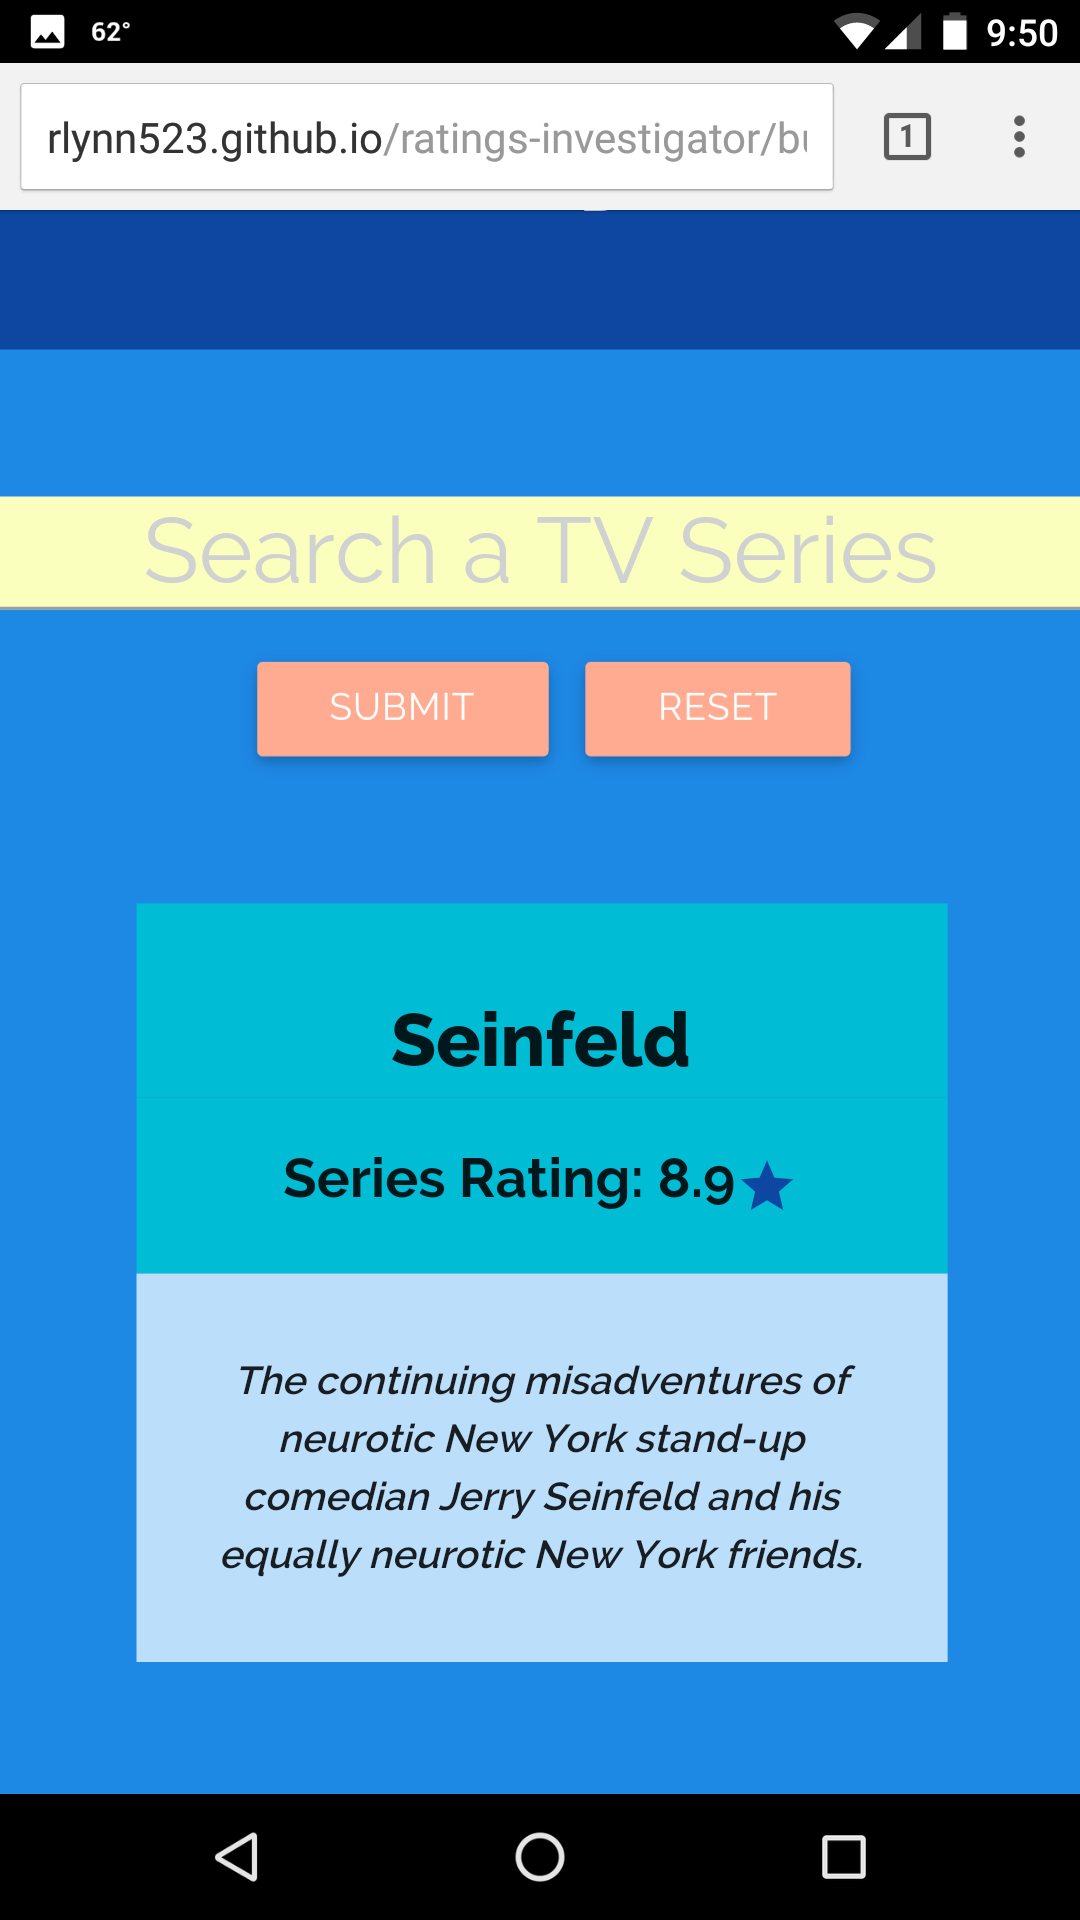 62°
9:50
rlynn523.github.io/ratings-investigator/
1
Search a TV Series
SUBMIT
RESET
Seinfeld
Series Rating: 8.9
The continuing misadventures of
neurotic New York stand-up
comedian Jerry Seinfeld and his
equally neurotic New York friends.